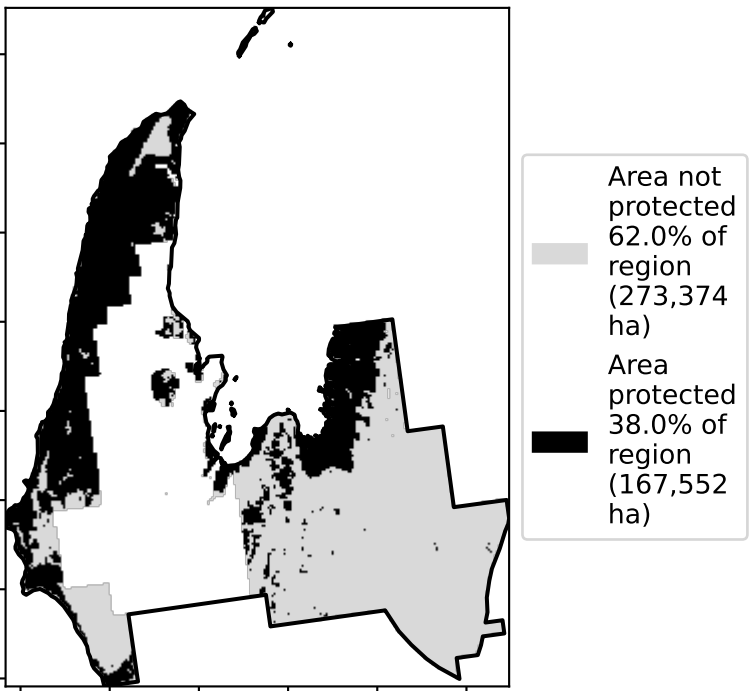 Area not
protected
62.0% of
region
(273,374
ha)
Area
protected
38.0% of
region
(167,552
ha)